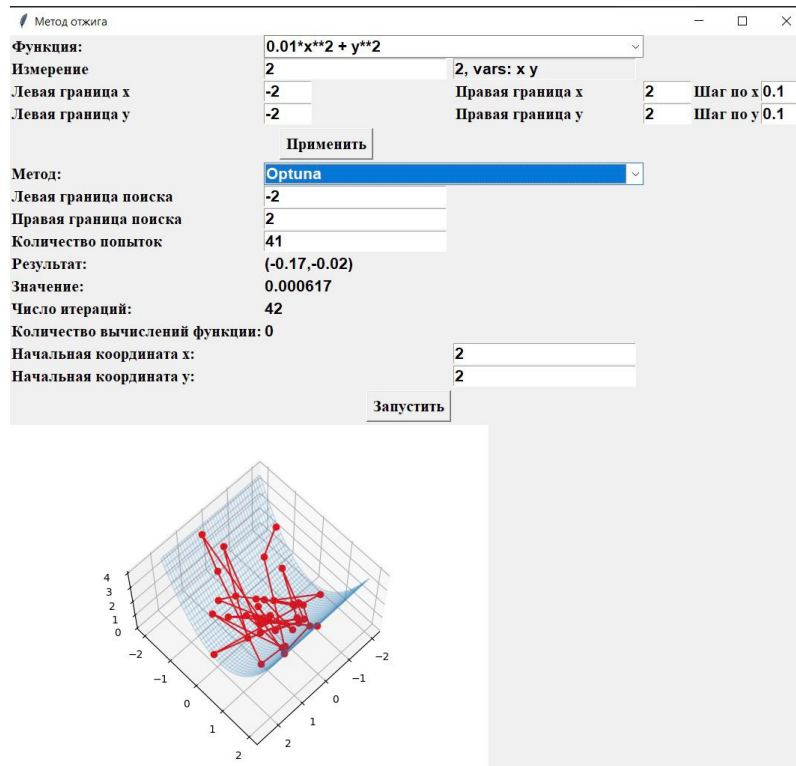 Метод отжига
Функция: 0.01*x**2 + y**2
Измерение 2 2, vars: x y
Левая граница x -2 Правая граница x 2 Шаг по x 0.1
Левая граница y -2 Правая граница y 2 Шаг по y 0.1
Применить
Метод: Optuna
Левая граница поиска -2
Правая граница поиска 2
Количество попыток 41
Результат: (-0.17,-0.02)
Значение: 0.000617
Число итераций: 42
Количество вычислений функции: 0
Начальная координата x: 2
Начальная координата y: 2
Запустить
4
3
2
1
0
−2
−1
0
1
2
−2
−1
0
1
2